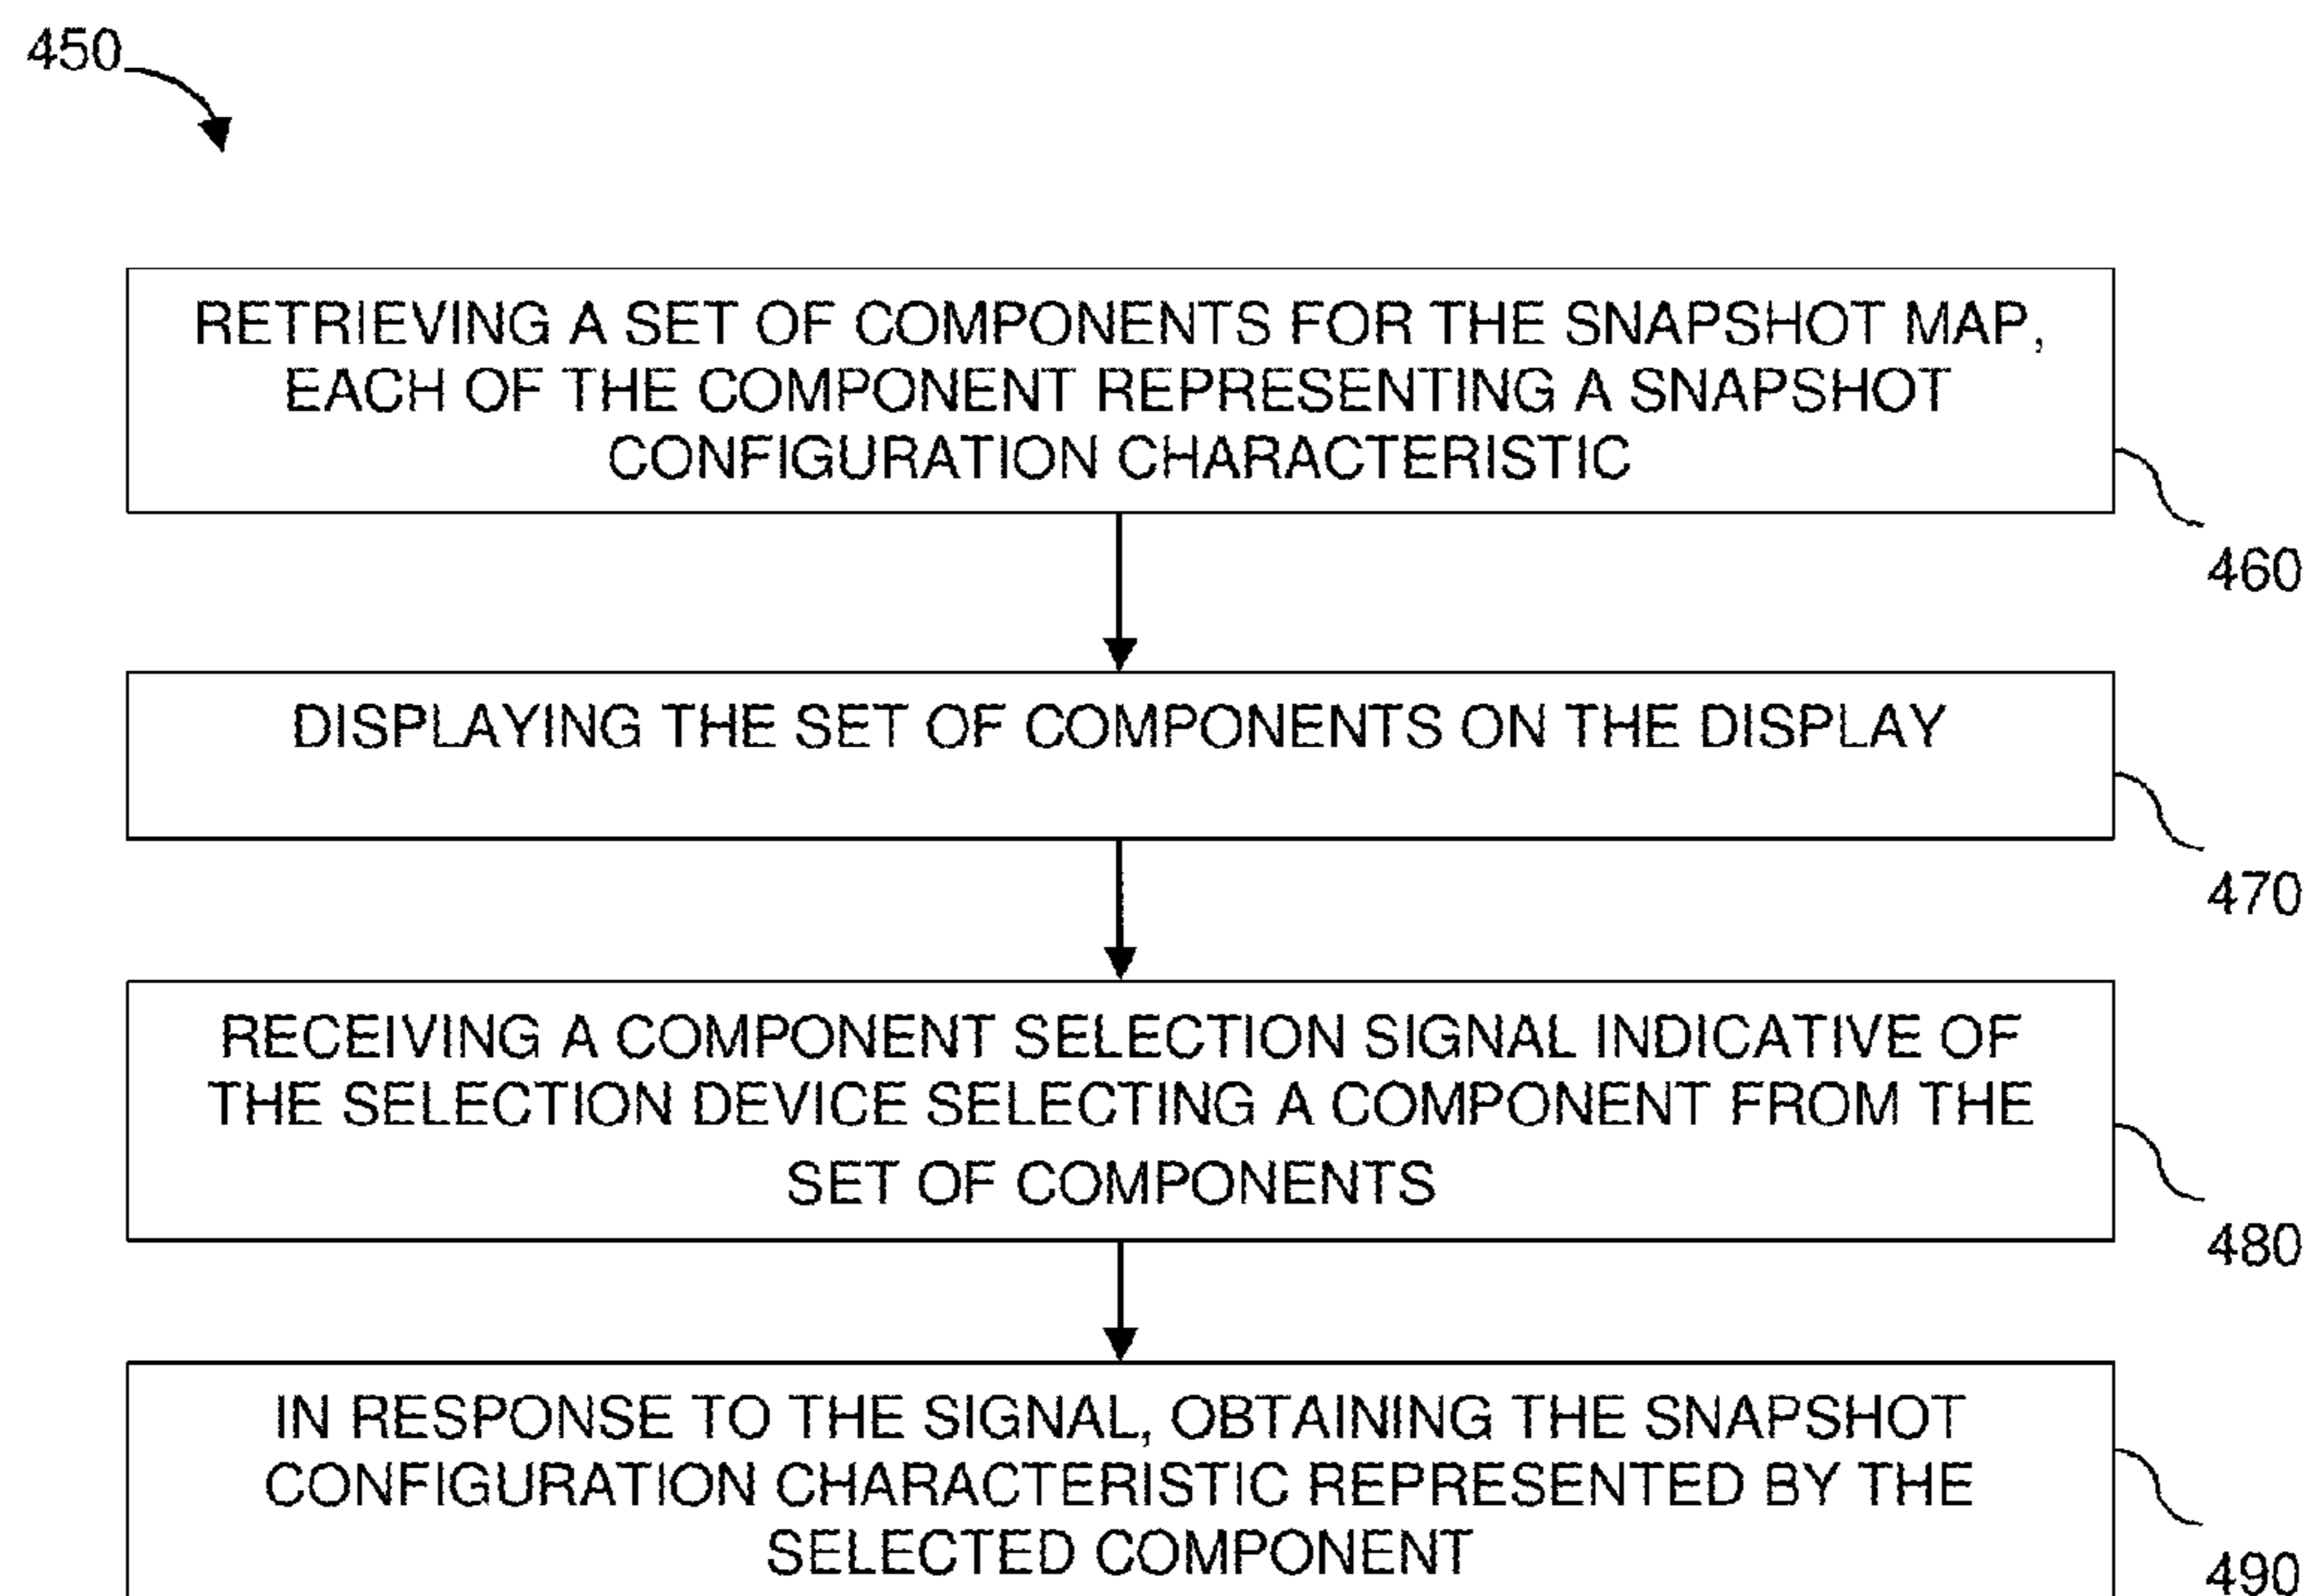 450
RETRIEVING A SET OF COMPONENTS FOR THE SNAPSHOT MAP,
EACH OF THE COMPONENT REPRESENTING A SNAPSHOT
CONFIGURATION CHARACTERISTIC
460
DISPLAYING THE SET OF COMPONENTS ON THE DISPLAY
470
RECEIVING A COMPONENT SELECTION SIGNAL INDICATIVE OF
THE SELECTION DEVICE SELECTING A COMPONENT FROM THE
SET OF COMPONENTS
480
IN RESPONSE TO THE SIGNAL, OBTAINING THE SNAPSHOT
CONFIGURATION CHARACTERISTIC REPRESENTED BY THE
SELECTED COMPONENT
490